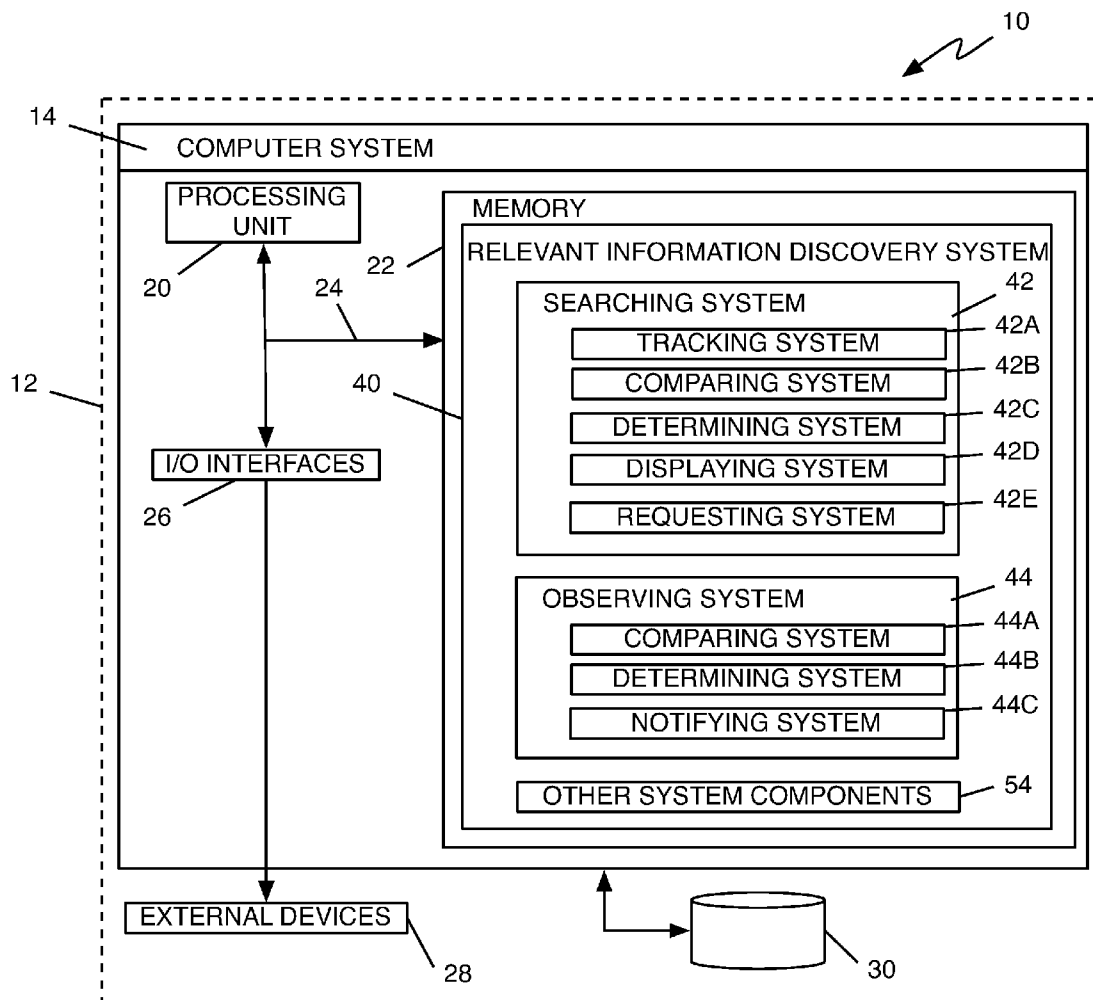 10
14
COMPUTER SYSTEM
PROCESSING
UNIT
20
24
MEMORY
22
RELEVANT INFORMATION DISCOVERY SYSTEM
SEARCHING SYSTEM
42
TRACKING SYSTEM
42A
COMPARING SYSTEM
42B
DETERMINING SYSTEM
42C
DISPLAYING SYSTEM
42D
REQUESTING SYSTEM
42E
12
40
I/O INTERFACES
26
OBSERVING SYSTEM
44
COMPARING SYSTEM
44A
DETERMINING SYSTEM
44B
NOTIFYING SYSTEM
44C
OTHER SYSTEM COMPONENTS
54
EXTERNAL DEVICES
28
30